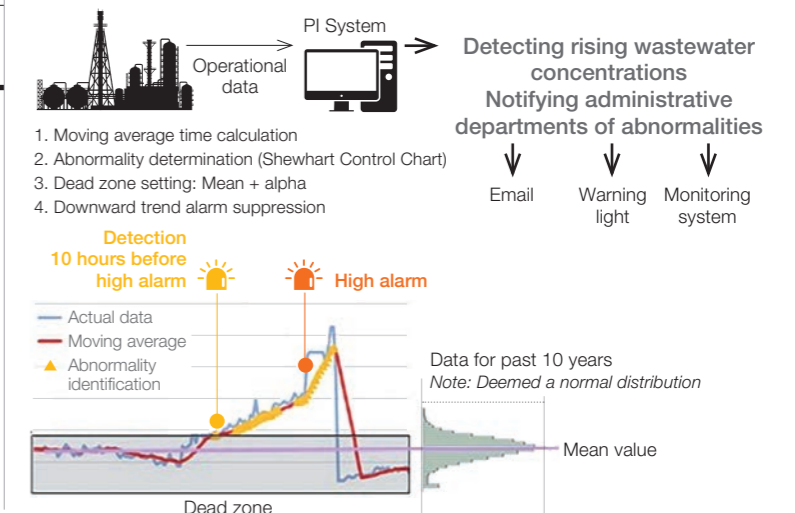 PI System
Operational
data
Detecting rising wastewater
concentrations
Notifying administrative
departments of abnormalities
Email
Warning
light
Monitoring
system
1. Moving average time calculation
2. Abnormality determination (Shewhart Control Chart)
3. Dead zone setting: Mean + alpha
4. Downward trend alarm suppression
Detection
10 hours before
high alarm
High alarm
Actual data
Moving average
Abnormality
identification
Data for past 10 years
Note: Deemed a normal distribution
Mean value
Dead zone